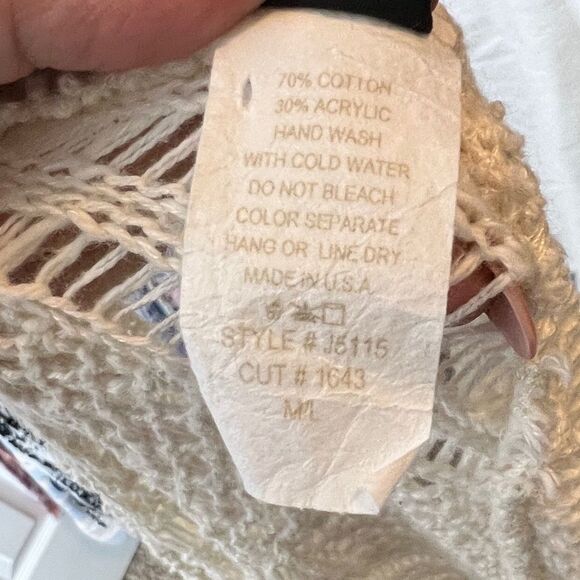 70% COTTON
30% ACRYLIC
HAND WASH
WITH COLD WATER
DO NOT BLEACH
COLOR SEPARATE
HANG OR LINE DRY
MADE IN U.S.A
STYLE # J5115
CUT # 1643
M/L